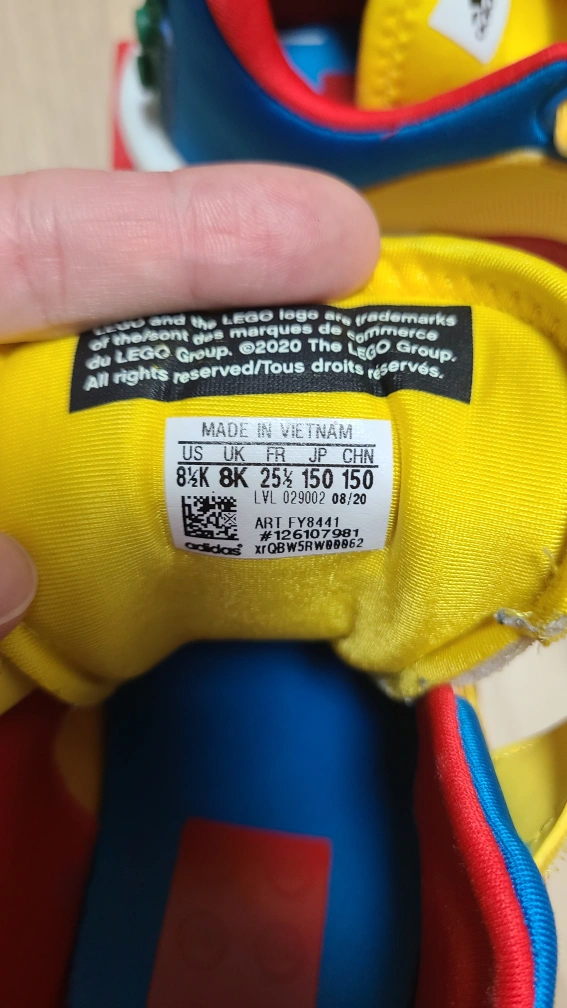 LEGO and the LEGO logo are trademarks
of the/sont des marques de commerce
du LEGO Group. ©2020 The LEGO Group.
All rights reserved/Tous droits réservés.
MADE IN VIETNAM
US UK FR JP CHN
8½K 8K 25½ 150 150
LVL 029002 08/20
ART FY8441
#126107981
adidas xrQBW5RW00062